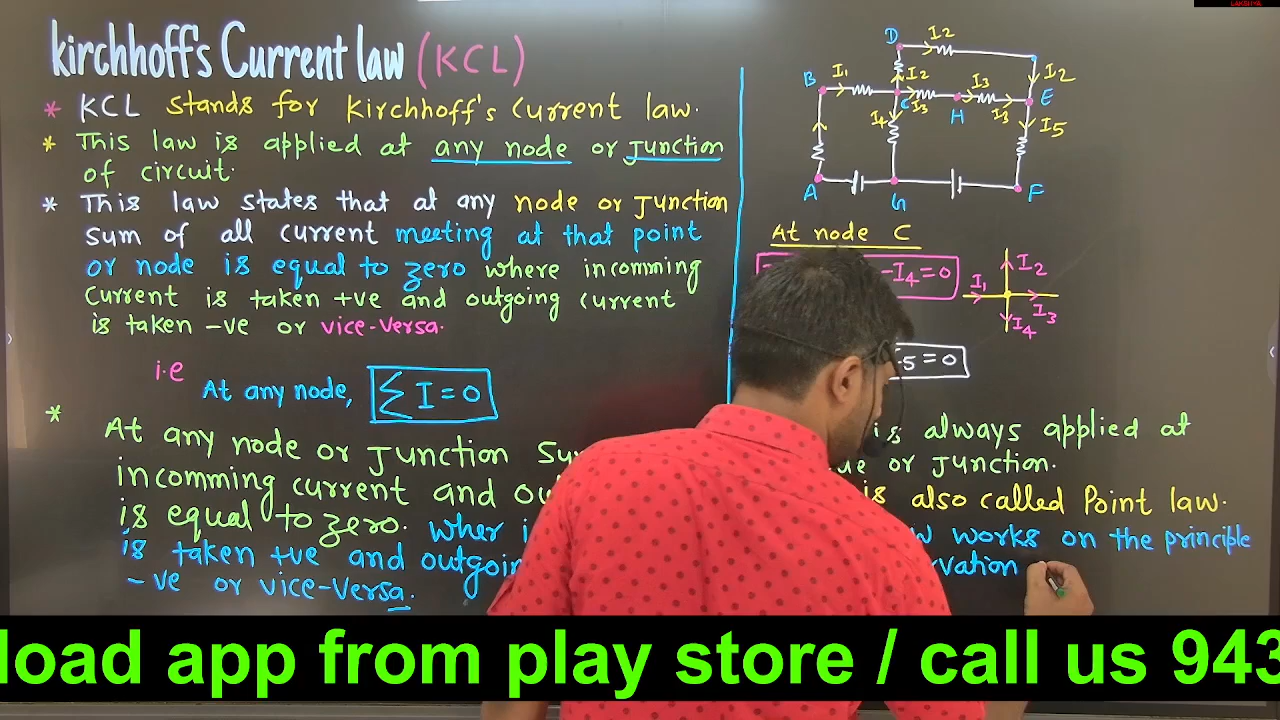 kirchhoff's Current law (KCL)
* KCL stands for Kirchhoff's Current law.
* This law is applied at any node or Junction
of circuit.
* This law states that at any node or Junction
sum of all current meeting at that point
or node is equal to zero where incomming
current is taken +ve and outgoing current
is taken -ve or vice-versa.
i.e
At any node, ∑ I = 0
* At any node or Junction
incomming current and
is equal to zero. wher
is taken +ve and
-ve or vice-versa.
D I2
B I1 I2 I3 I2
C I3 H I3 E
I4 I5
A G F
At node C
-I4=0
I2
I1 I3
I4
5=0
is always applied at
or Junction.
is also called Point law.
works on the principle
load app from play store / call us 943